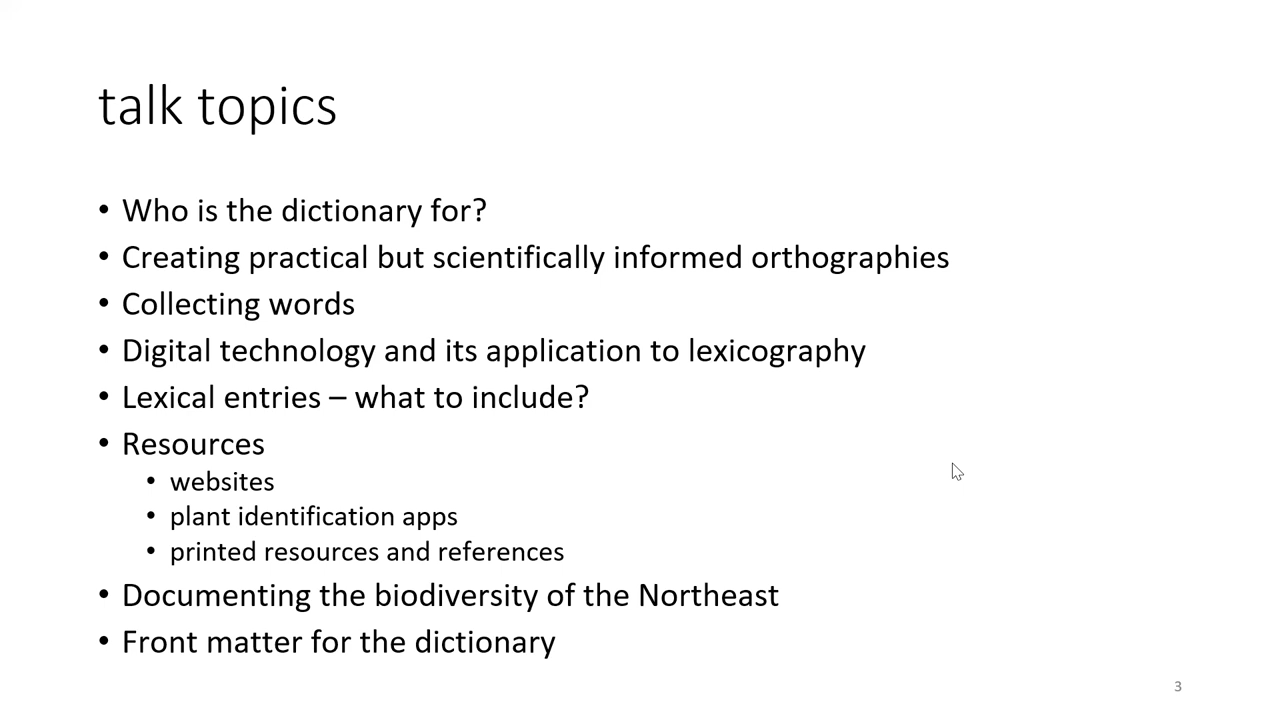 talk topics
• Who is the dictionary for?
• Creating practical but scientifically informed orthographies
• Collecting words
• Digital technology and its application to lexicography
• Lexical entries – what to include?
• Resources
• websites
• plant identification apps
• printed resources and references
• Documenting the biodiversity of the Northeast
• Front matter for the dictionary
3